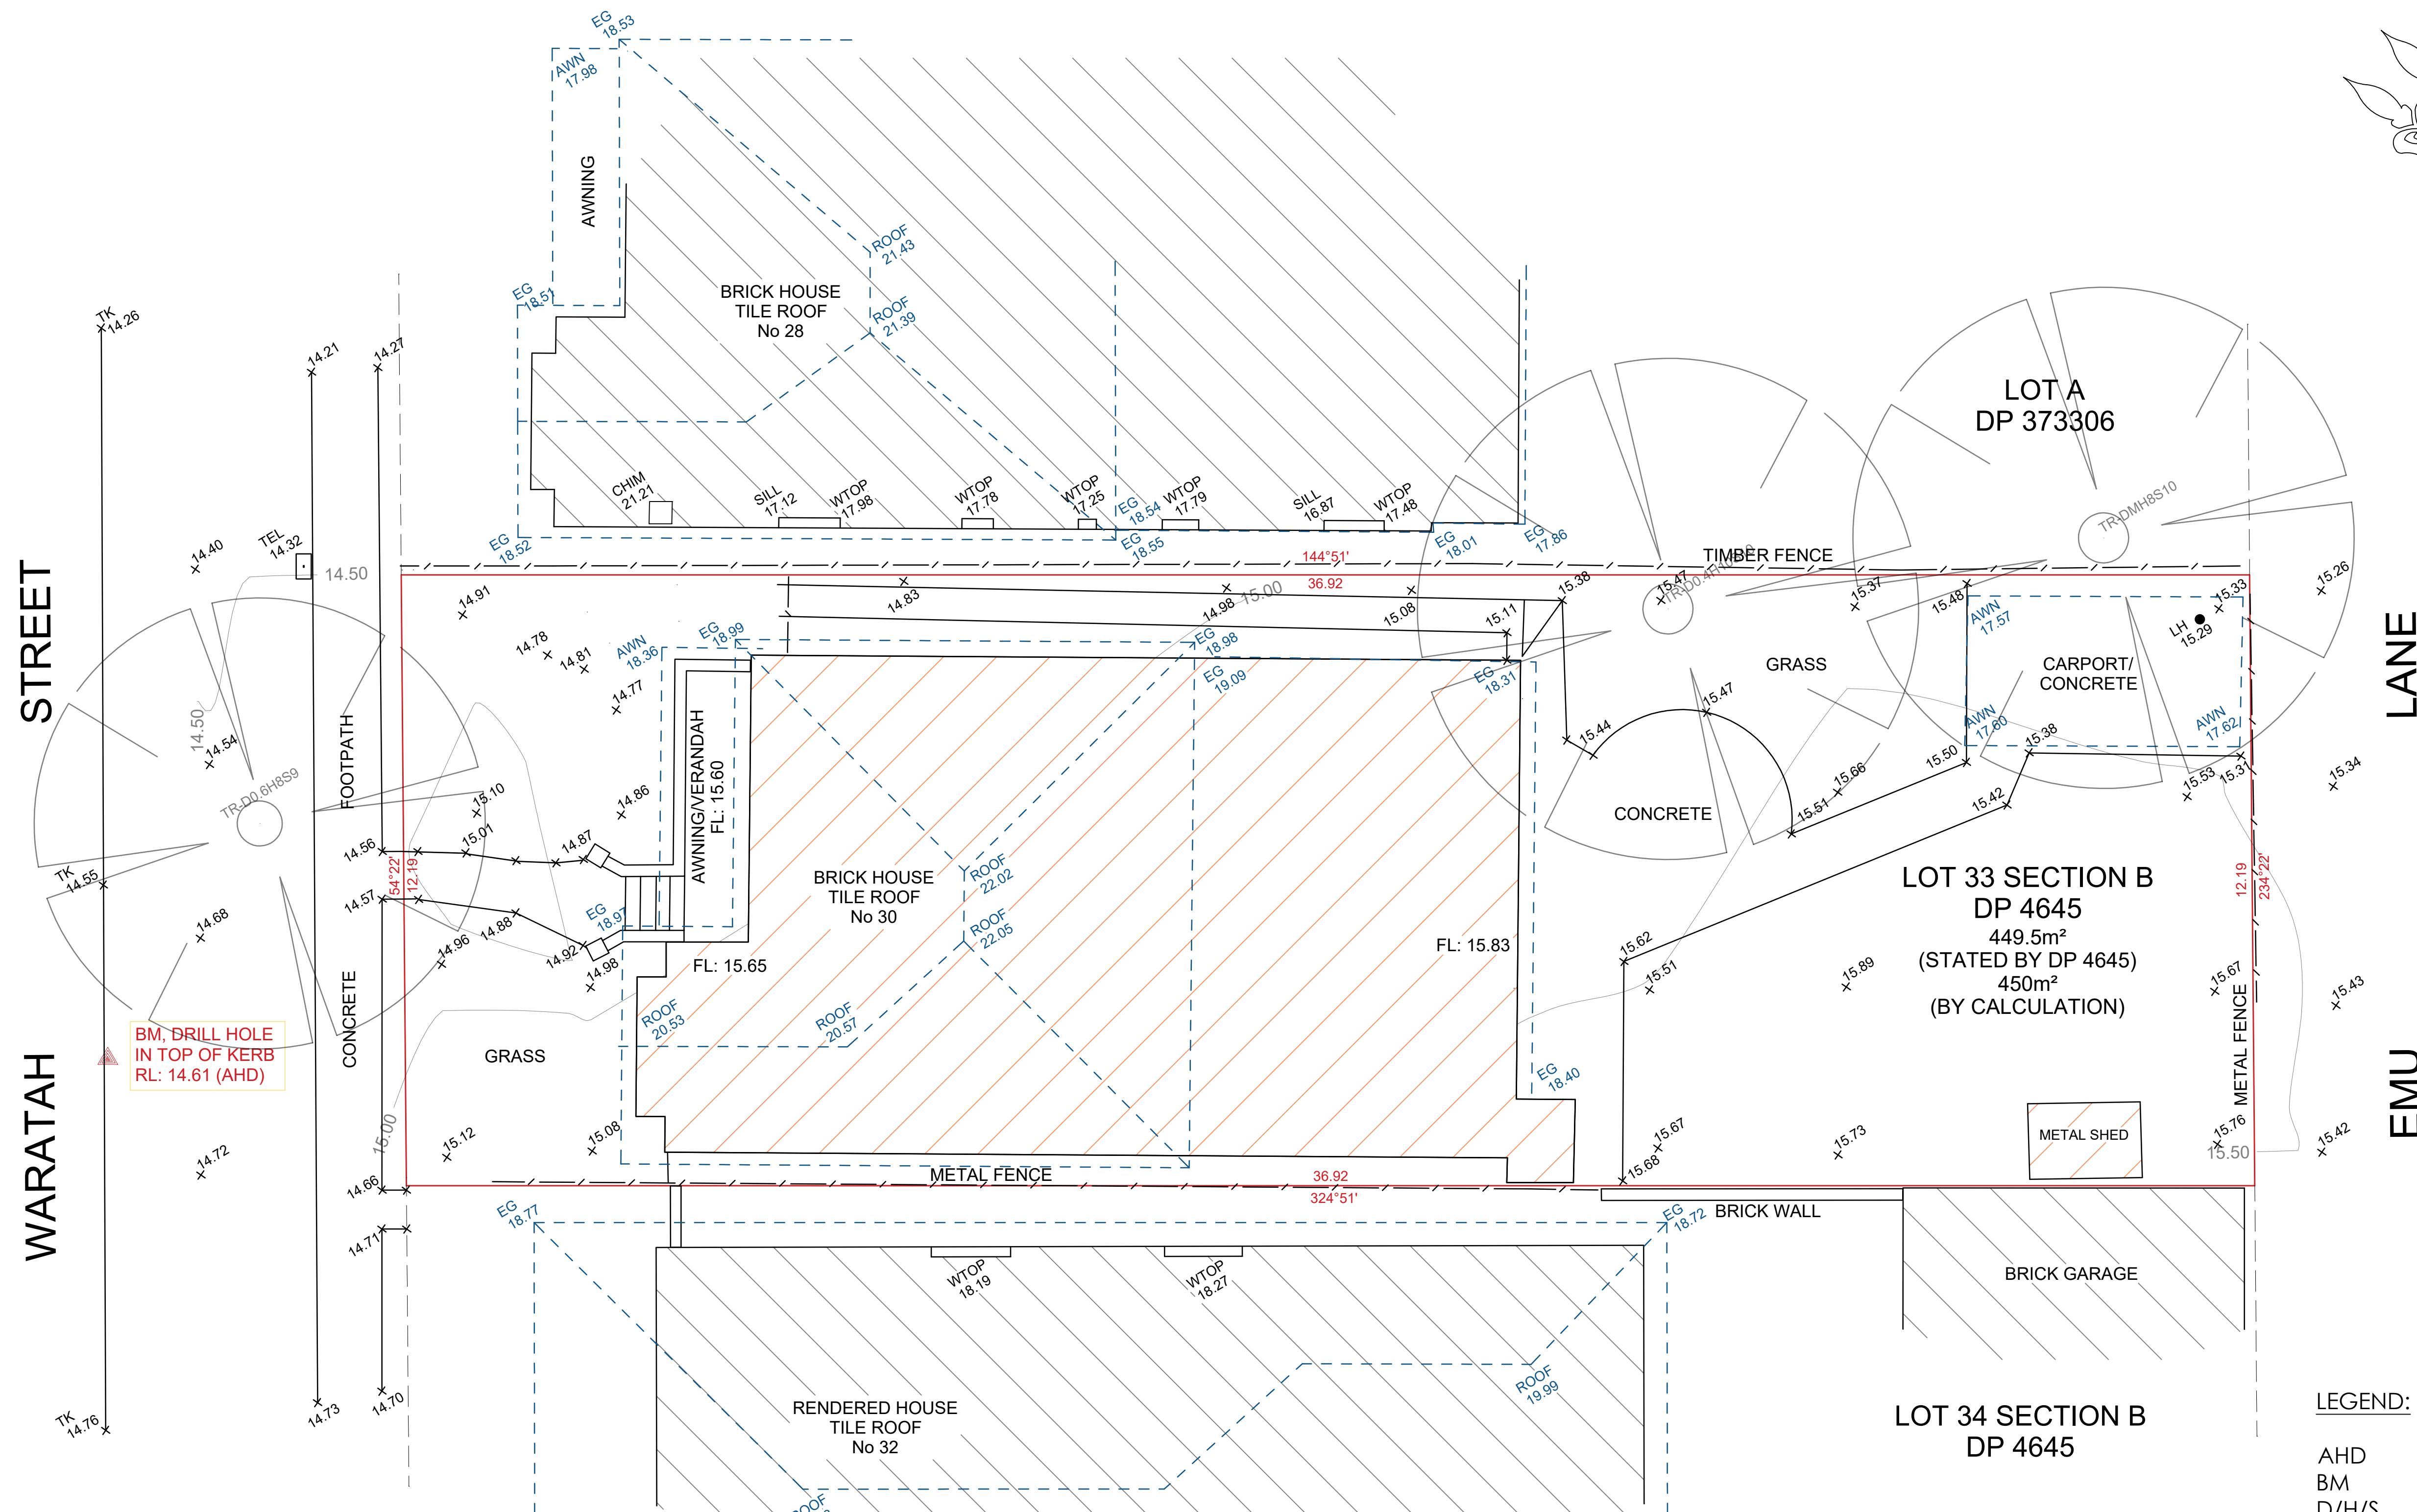 EG
18.53
AWN
17.98
AWNING
ROOF
21.43
ROOF
21.39
EG
18.51
BRICK HOUSE
TILE ROOF
No 28
TK
14.26
14.21
14.27
LOT A
DP 373306
CHIM
21.21
SILL
17.12
WTOP
17.98
WTOP
17.78
WTOP
17.25
EG
18.54
WTOP
17.79
SILL
16.87
WTOP
17.48
TR-DMH8S10
EG
18.52
EG
18.55
EG
18.01
EG
17.86
TEL
14.32
14.40
14.50
144°51'
36.92
TIMBER FENCE
STREET
14.91
14.83
14.98
15.00
15.08
15.11
15.38
15.47
15.37
15.48
AWN
17.57
LH
15.29
15.33
15.26
14.78
14.81
14.77
AWN
18.36
EG
18.99
EG
18.98
EG
19.09
EG
18.31
GRASS
CARPORT/
CONCRETE
LANE
14.50
14.54
FOOTPATH
TR-D0.6H8S9
AWNING/VERANDAH
FL: 15.60
15.44
15.47
AWN
17.60
AWN
17.62
15.38
15.50
15.66
15.51
15.42
15.53
15.31
15.34
CONCRETE
15.10
15.01
14.86
14.87
14.56
54°22'
12.19
TK
14.55
14.57
14.68
14.88
14.96
14.92
14.98
EG
18.97
BRICK HOUSE
TILE ROOF
No 30
ROOF
22.02
ROOF
22.05
FL: 15.65
FL: 15.83
LOT 33 SECTION B
DP 4645
449.5m²
(STATED BY DP 4645)
450m²
(BY CALCULATION)
12.19
234°22'
15.62
15.51
15.89
15.67
15.43
CONCRETE
BM, DRILL HOLE
IN TOP OF KERB
RL: 14.61 (AHD)
GRASS
ROOF
20.53
ROOF
20.57
EG
18.40
METAL FENCE
WARATAH
EMU
15.00
14.72
15.12
15.08
15.67
15.73
METAL SHED
15.76
15.50
15.42
14.66
METAL FENCE
36.92
324°51'
15.68
14.71
EG
18.77
EG
18.72
BRICK WALL
WTOP
18.19
WTOP
18.27
BRICK GARAGE
ROOF
19.99
TK
14.76
14.73
14.70
RENDERED HOUSE
TILE ROOF
No 32
LOT 34 SECTION B
DP 4645
LEGEND:
AHD
BM
D/H/S
ROOF